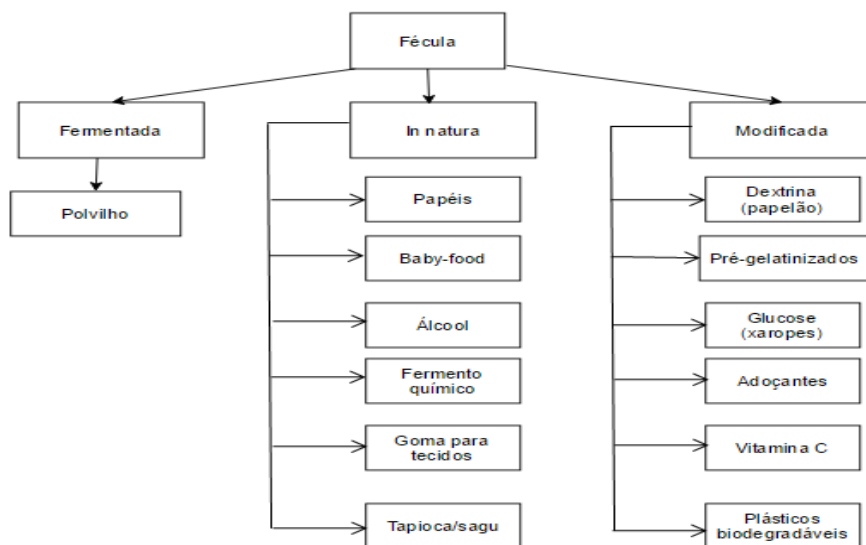 Fécula
Fermentada
In natura
Modificada
Polvilho
Papéis
Baby-food
Álcool
Fermento
químico
Goma para
tecidos
Tapioca/sagu
Dextrina
(papelão)
Pré-gelatinizados
Glucose
(xaropes)
Adoçantes
Vitamina C
Plásticos
biodegradáveis